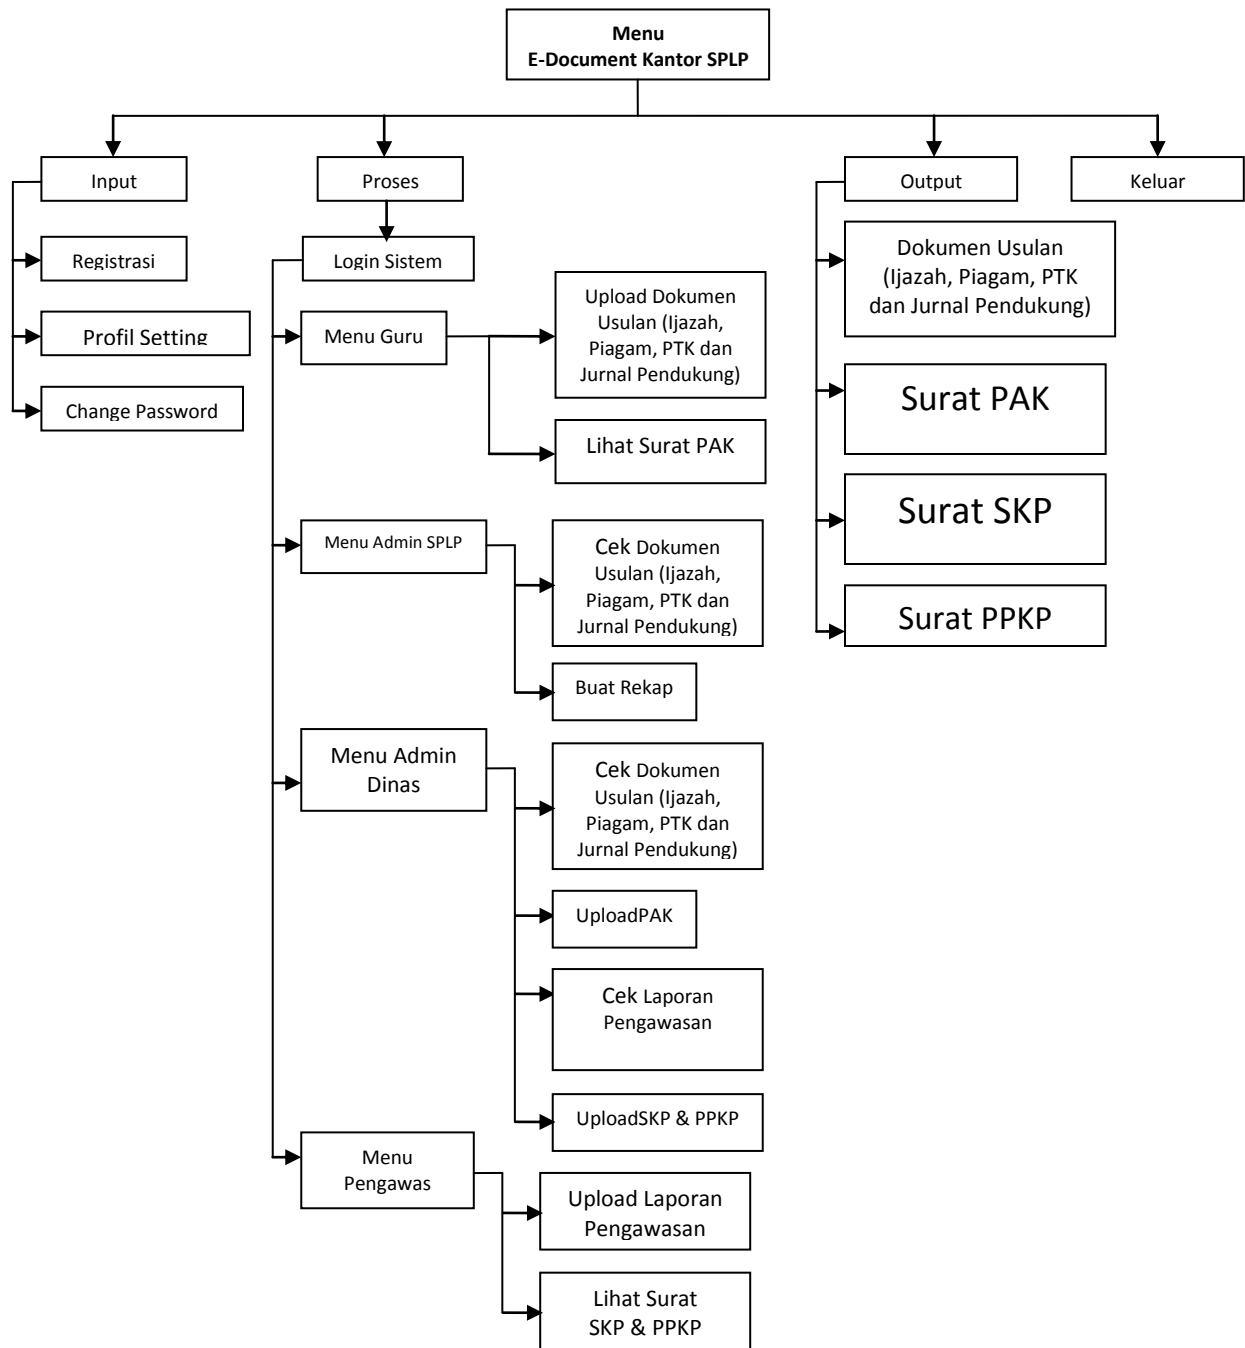 Menu
E-Document Kantor SPLP
Input
Proses
Output
Keluar
Registrasi
Profil Setting
Change Password
Login Sistem
Menu Guru
Upload Dokumen
Usulan (Ijazah,
Piagam, PTK dan
Jurnal Pendukung)
Lihat Surat PAK
Menu Admin SPLP
Cek Dokumen
Usulan (Ijazah,
Piagam, PTK dan
Jurnal Pendukung)
Buat Rekap
Menu Admin
Dinas
Cek Dokumen
Usulan (Ijazah,
Piagam, PTK dan
Jurnal Pendukung)
UploadPAK
Cek Laporan
Pengawasan
UploadSKP & PPKP
Menu
Pengawas
Upload Laporan
Pengawasan
Lihat Surat
SKP & PPKP
Dokumen Usulan
(Ijazah, Piagam, PTK
dan Jurnal Pendukung)
Surat PAK
Surat SKP
Surat PPKP